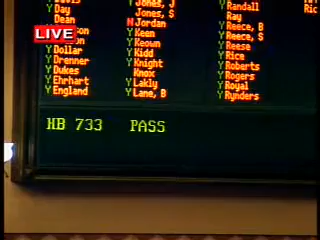 Y Day
Dean
LIVE
Y Dollar
Y Drenner
Y Dukes
Y Ehrhart
Y England
Y Jones, J
Jones, S
N Jordan
Y Keen
Y Keown
Y Kidd
Y Knight
Knox
Y Lakly
Y Lane, B
Y Randall
Ray
Y Reece, B
Y Reece, S
Y Reese
Y Rice
Y Roberts
Y Rogers
Y Royal
Y Rynders
Ric
HB 733 PASS